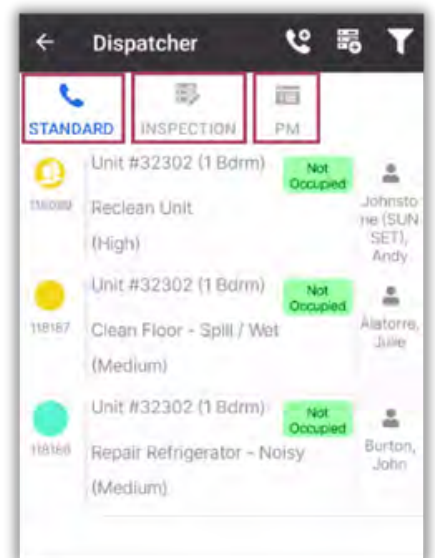 Dispatcher
STANDARD INSPECTION PM
Unit #32302 (1 Bdrm)
Not
Occupied
Reclean Unit
(High)
Johnsto
ne (SUN
SET),
Andy
Unit #32302 (1 Bdrm)
Not
Occupied
118187
Clean Floor - Spill / Wet
(Medium)
Alatorre,
Julie
Unit #32302 (1 Bdrm)
Not
Occupied
Repair Refrigerator - Noisy
(Medium)
Burton,
John